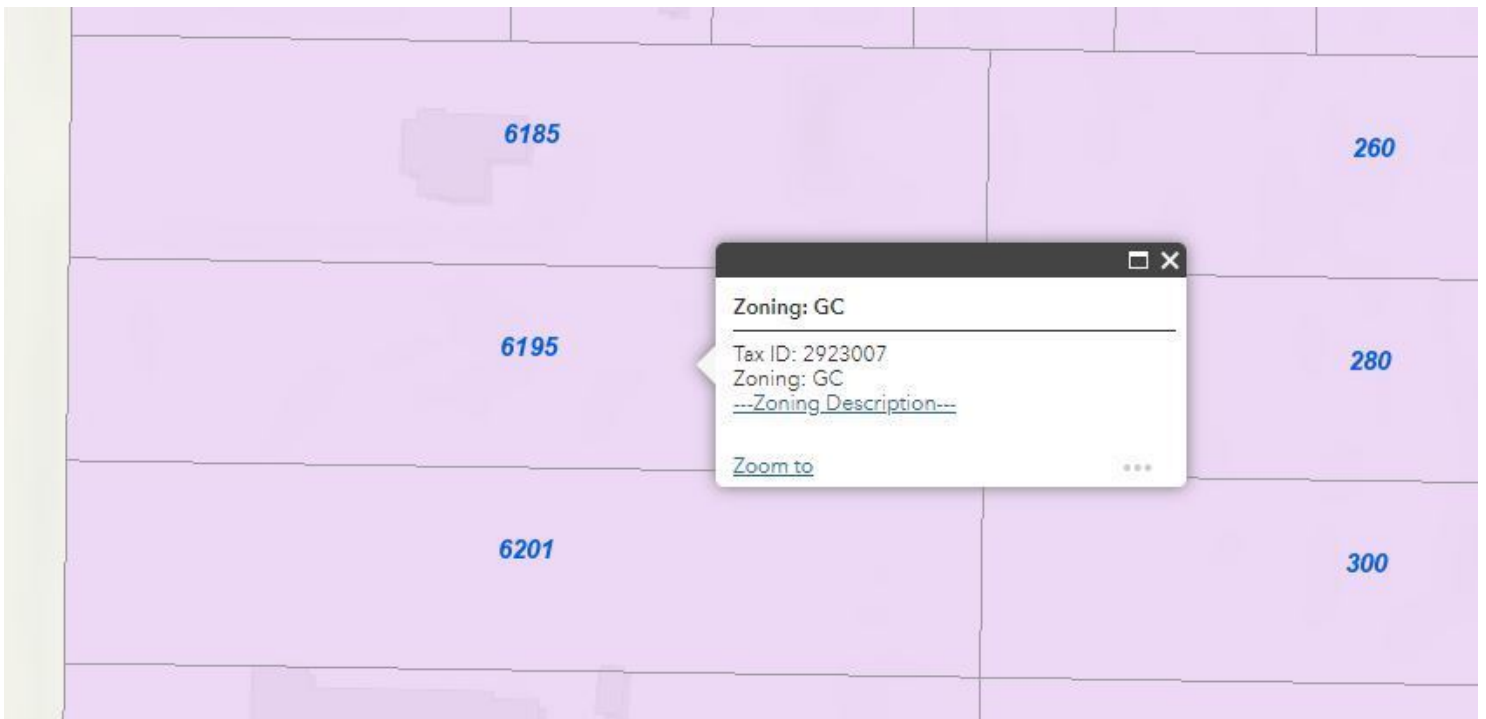 6185
260
Zoning: GC
6195
Tax ID: 2923007
280
Zoning: GC
---Zoning Description---
Zoom to
6201
300